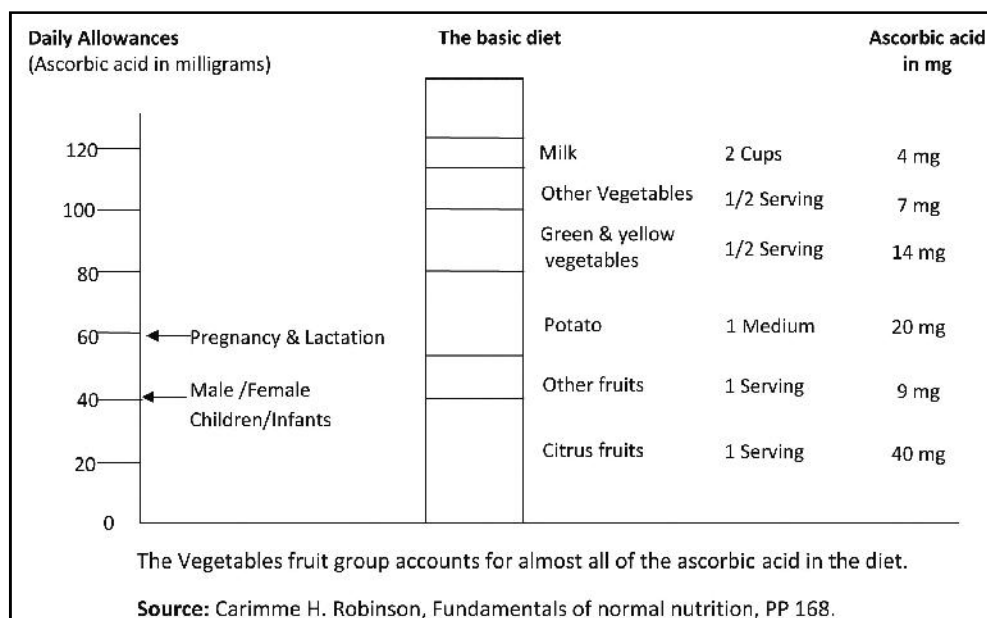 Daily Allowances The basic diet Ascorbic acid
(Ascorbic acid in milligrams) in mg
120 Milk 2 Cups 4 mg
Other Vegetables 1/2 Serving 7 mg
100
Green & yellow
vegetables 1/2 Serving 14 mg
80
60 Pregnancy & Lactation Potato 1 Medium 20 mg
Male /Female
Children/Infants
40 Other fruits 1 Serving 9 mg
20 Citrus fruits 1 Serving 40 mg
0
The Vegetables fruit group accounts for almost all of the ascorbic acid in the diet.
Source: Carimme H. Robinson, Fundamentals of normal nutrition, PP 168.